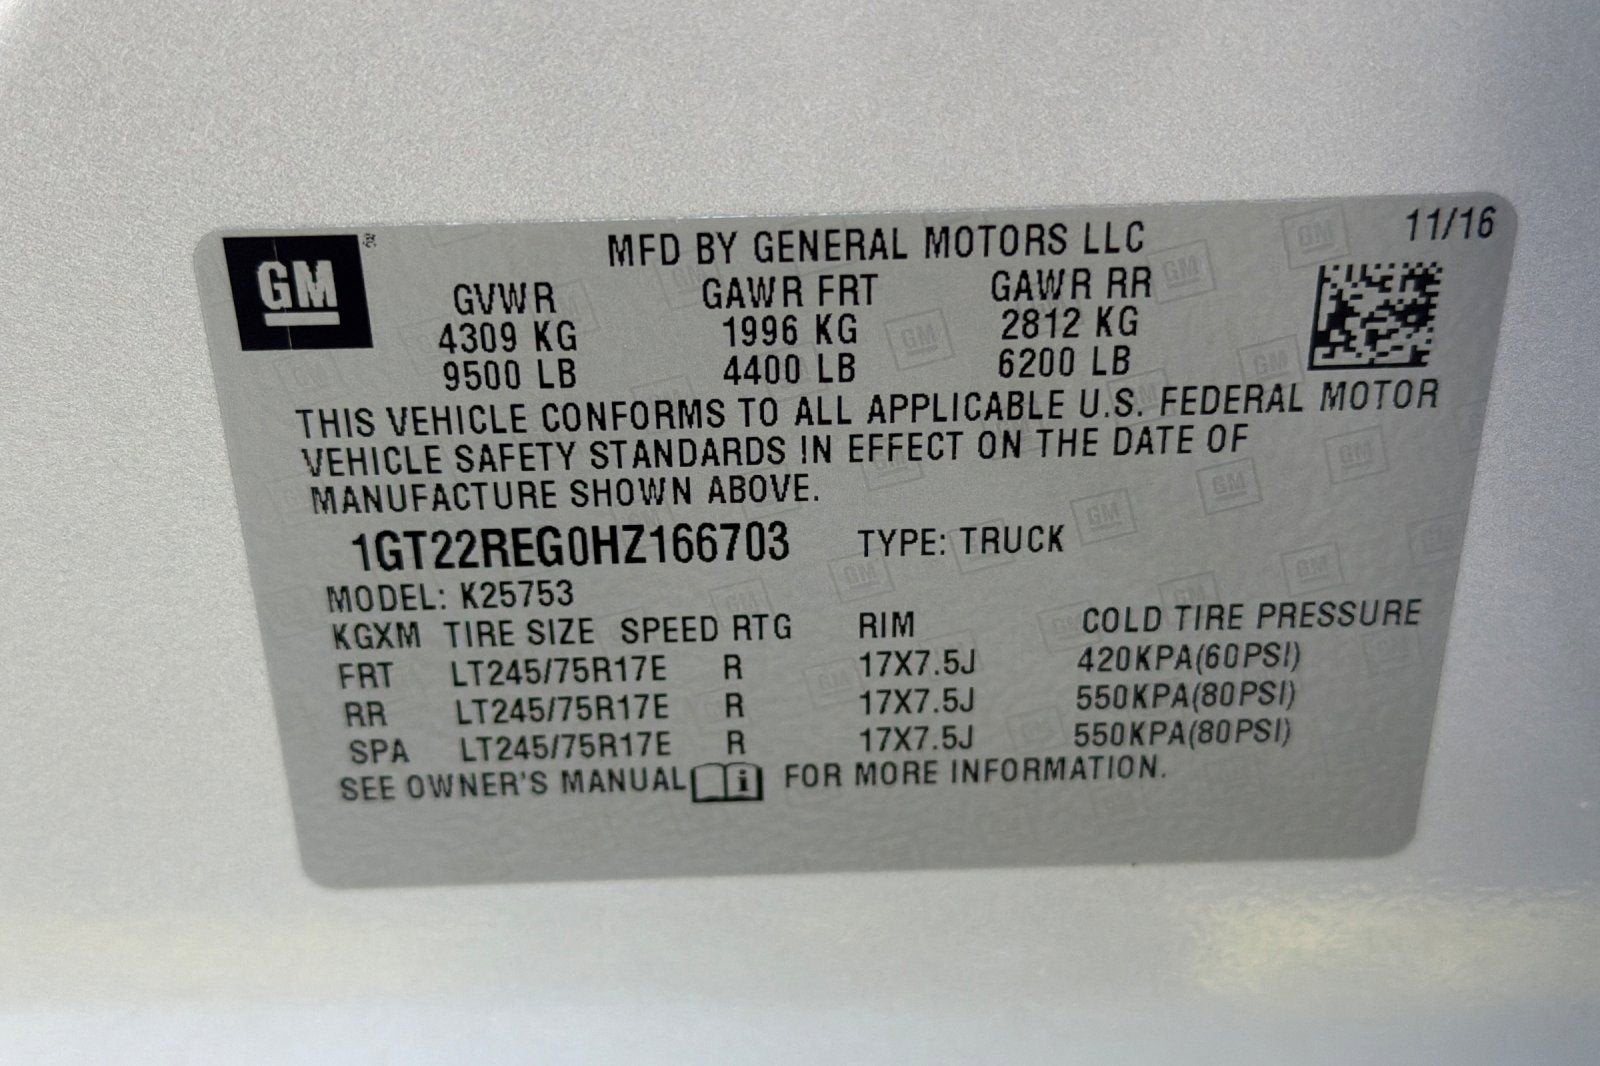 GM
MFD BY GENERAL MOTORS LLC 11/16
GVWR GAWR FRT GAWR RR
4309 KG 1996 KG 2812 KG
9500 LB 4400 LB 6200 LB
THIS VEHICLE CONFORMS TO ALL APPLICABLE U.S. FEDERAL MOTOR
VEHICLE SAFETY STANDARDS IN EFFECT ON THE DATE OF
MANUFACTURE SHOWN ABOVE.
1GT22REG0HZ166703 TYPE: TRUCK
MODEL: K25753
KGXM TIRE SIZE SPEED RTG RIM COLD TIRE PRESSURE
FRT LT245/75R17E R 17X7.5J 420KPA(60PSI)
RR LT245/75R17E R 17X7.5J 550KPA(80PSI)
SPA LT245/75R17E R 17X7.5J 550KPA(80PSI)
SEE OWNER'S MANUAL i FOR MORE INFORMATION.